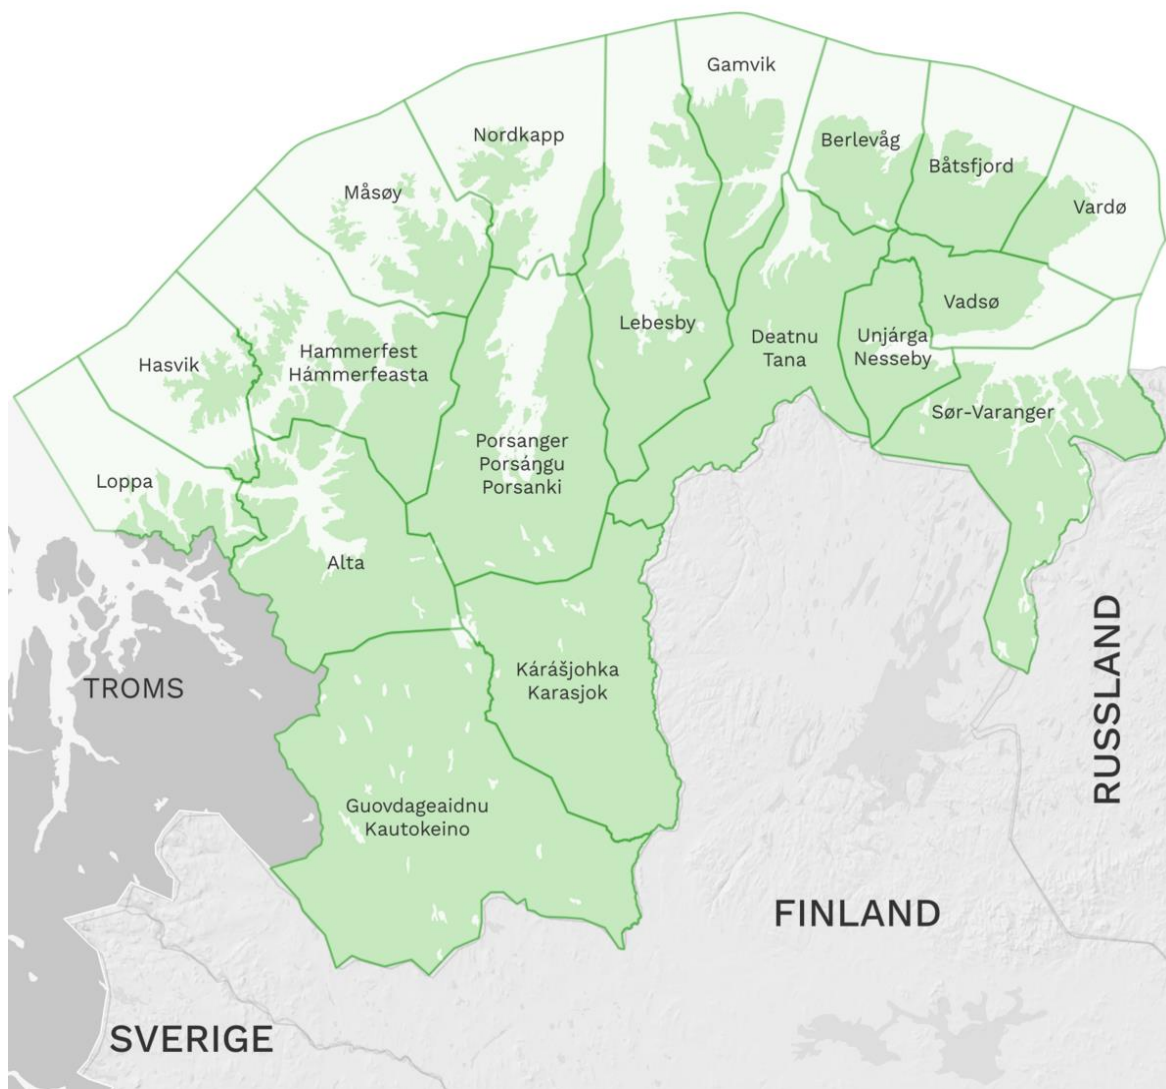 Gamvik
Nordkapp
Berlevåg
Båtsfjord
Måsøy
Vardø
Vadsø
Lebesby
Deatnu
Tana
Unjárga
Nesseby
Hammerfest
Hámmerfeasta
Hasvik
Sør-Varanger
Porsanger
Porsáŋgu
Porsanki
Loppa
Alta
Kárášjohka
Karasjok
TROMS
RUSSLAND
Guovdageaidnu
Kautokeino
FINLAND
SVERIGE